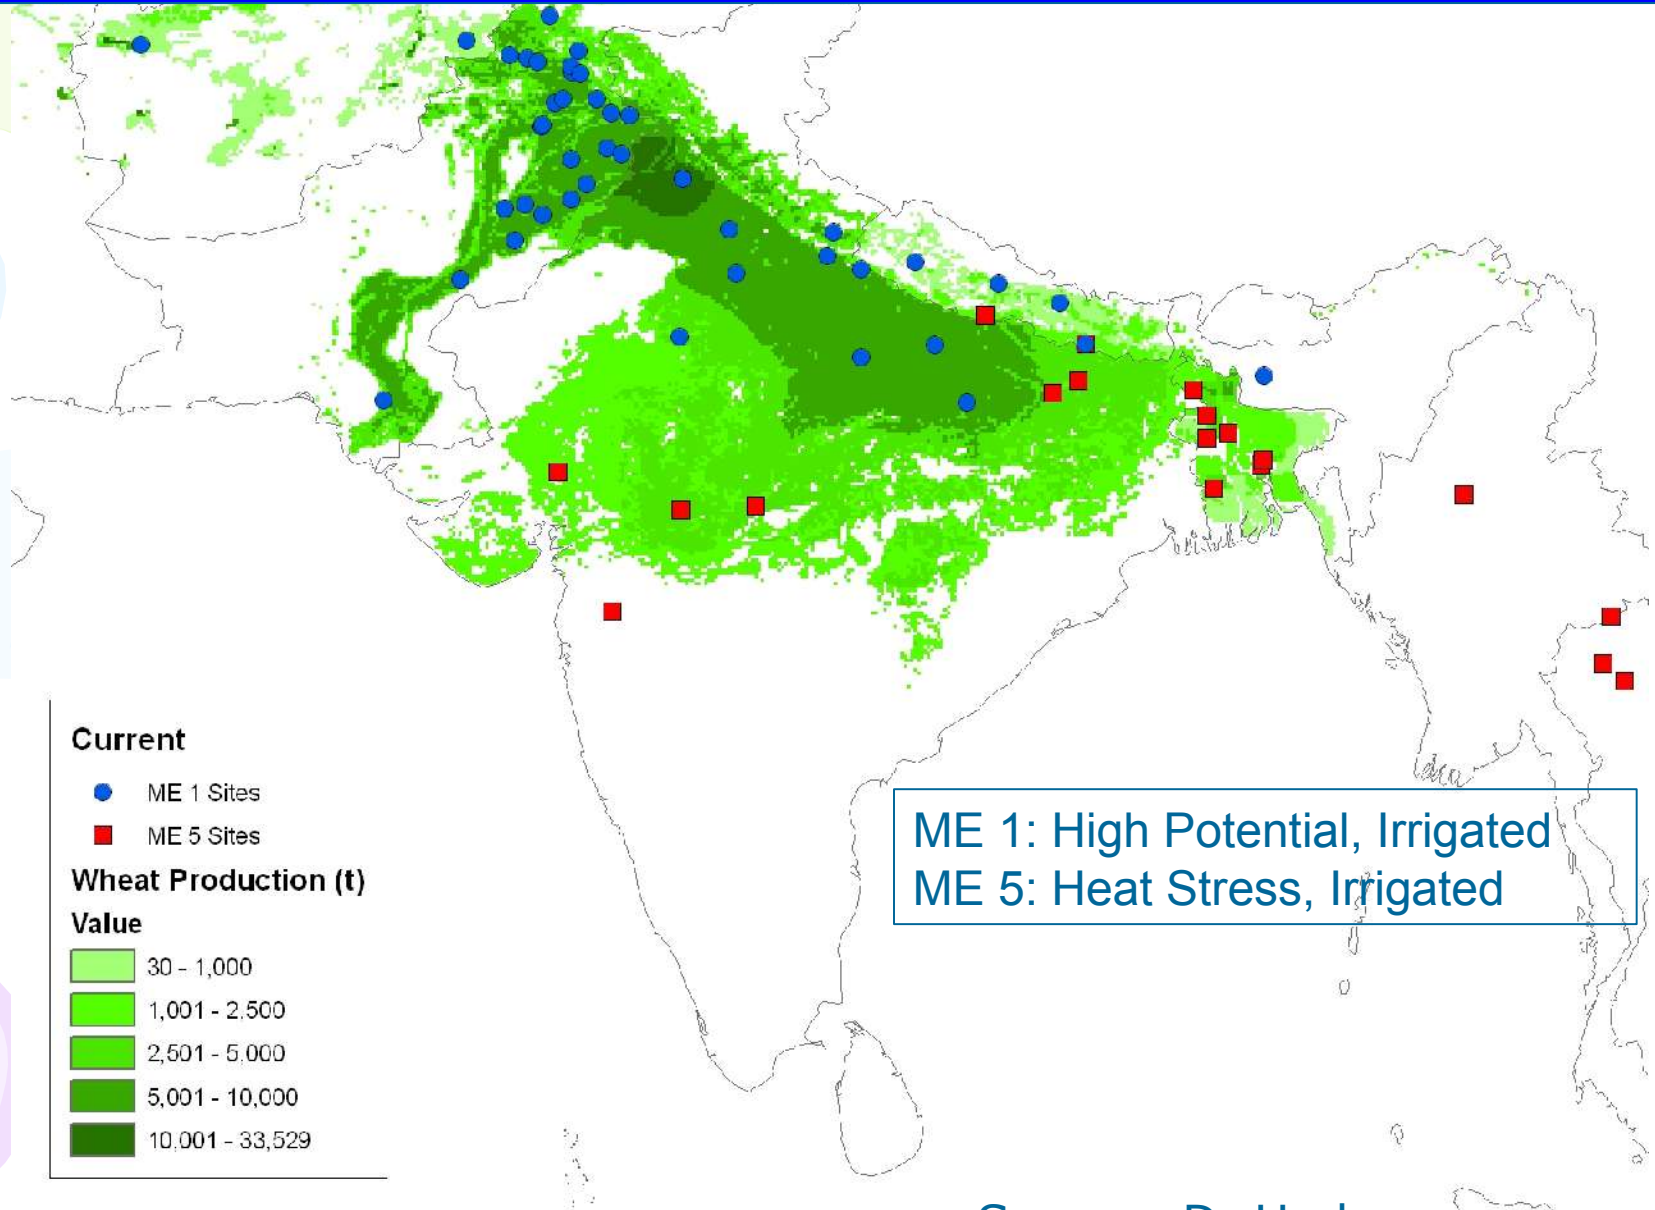 Current
ME 1 Sites
ME 5 Sites
Wheat Production (t)
Value
30 - 1,000
1,001 - 2,500
2,501 - 5,000
5,001 - 10,000
10,001 - 33,529
ME 1: High Potential, Irrigated
ME 5: Heat Stress, Irrigated